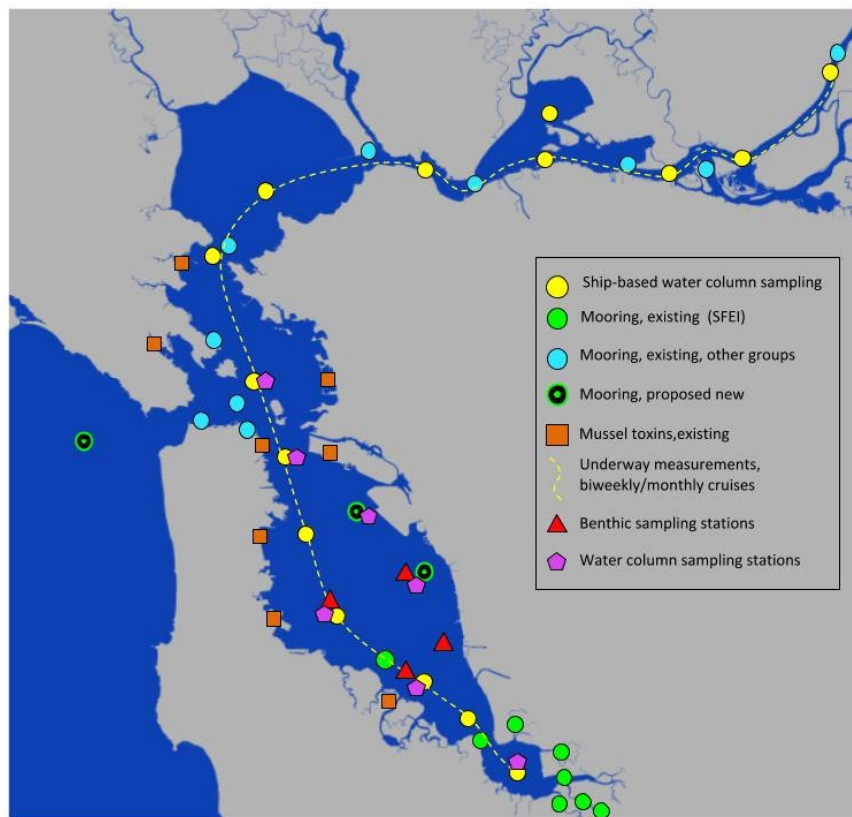 Ship-based water column sampling
Mooring, existing  (SFEI)
Mooring, existing, other groups
Mooring, proposed new
Mussel toxins,existing
Underway measurements,
biweekly/monthly cruises
Benthic sampling stations
Water column sampling stations